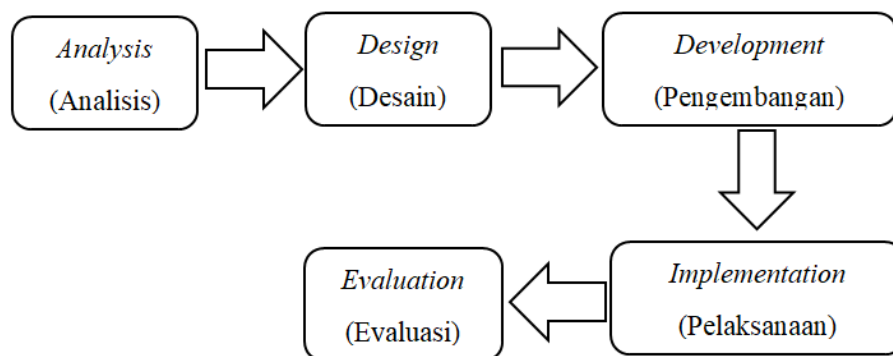 Analysis
(Analisis)
Design
(Desain)
Development
(Pengembangan)
Implementation
(Pelaksanaan)
Evaluation
(Evaluasi)